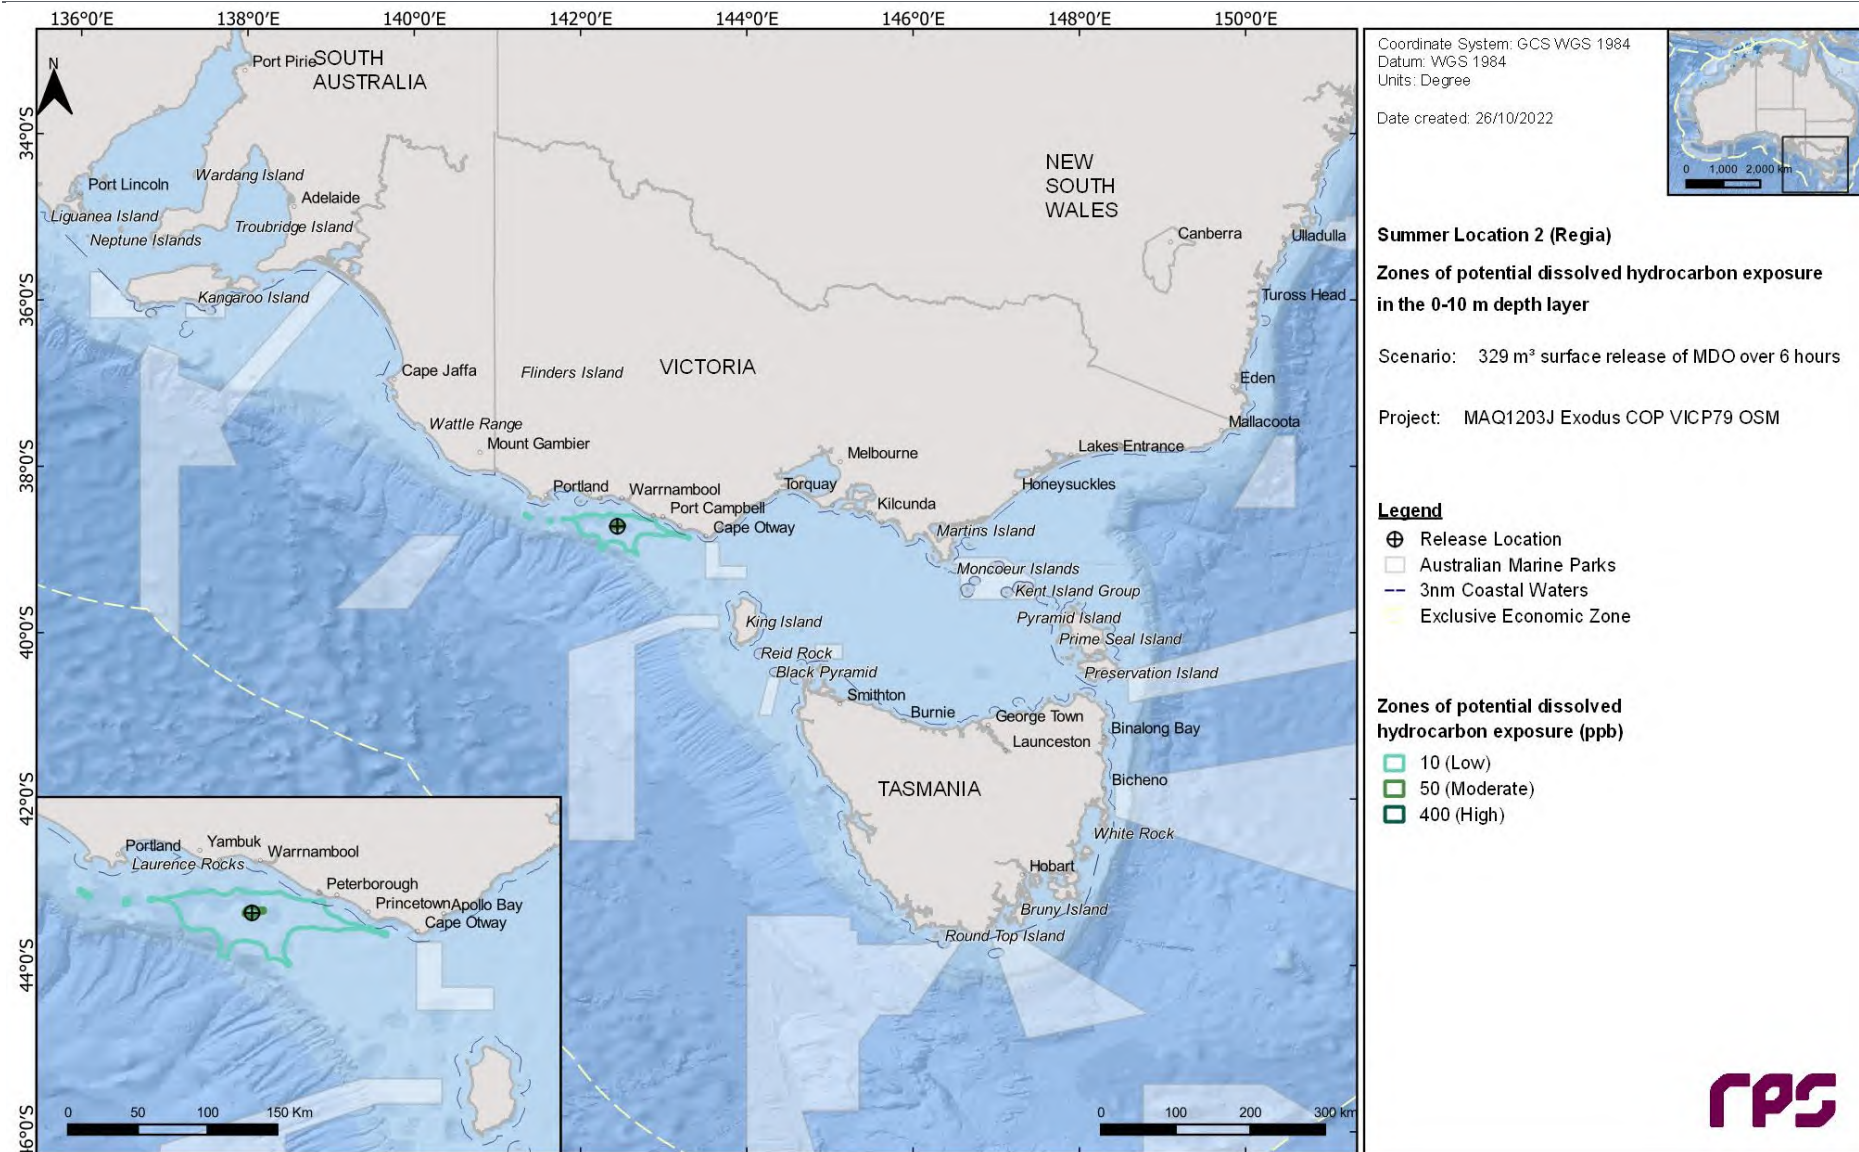 136°0'E 138°0'E 140°0'E 142°0'E 144°0'E 146°0'E 148°0'E 150°0'E
34°0'S
36°0'S
38°0'S
40°0'S
42°0'S
44°0'S
46°0'S
N
Port Pirie
SOUTH
AUSTRALIA
Wardang Island
Port Lincoln
Adelaide
Liguanea Island
Troubridge Island
Neptune Islands
Kangaroo Island
NEW
SOUTH
WALES
Canberra
Ulladulla
Tuross Head
Cape Jaffa
Flinders Island
VICTORIA
Eden
Wattle Range
Mallacoota
Mount Gambier
Melbourne
Lakes Entrance
Portland
Warrnambool
Torquay
Honeysuckles
Port Campbell
Kilcunda
Cape Otway
Martins Island
Moncoeur Islands
Kent Island Group
King Island
Pyramid Island
Prime Seal Island
Reid Rock
Black Pyramid
Preservation Island
Smithton
Burnie
George Town
Binalong Bay
Launceston
Bicheno
TASMANIA
White Rock
Hobart
Bruny Island
Round Top Island
0 100 200 300 km
Portland
Yambuk
Warrnambool
Laurence Rocks
Peterborough
Princetown
Apollo Bay
Cape Otway
0 50 100 150 Km
Coordinate System: GCS WGS 1984
Datum: WGS 1984
Units: Degree
Date created: 26/10/2022
0 1,000 2,000 km
Summer Location 2 (Regia)
Zones of potential dissolved hydrocarbon exposure
in the 0-10 m depth layer
Scenario: 329 m³ surface release of MDO over 6 hours
Project: MAQ1203J Exodus COP VICP79 OSM
Legend
Release Location
Australian Marine Parks
3nm Coastal Waters
Exclusive Economic Zone
Zones of potential dissolved
hydrocarbon exposure (ppb)
10 (Low)
50 (Moderate)
400 (High)
rps